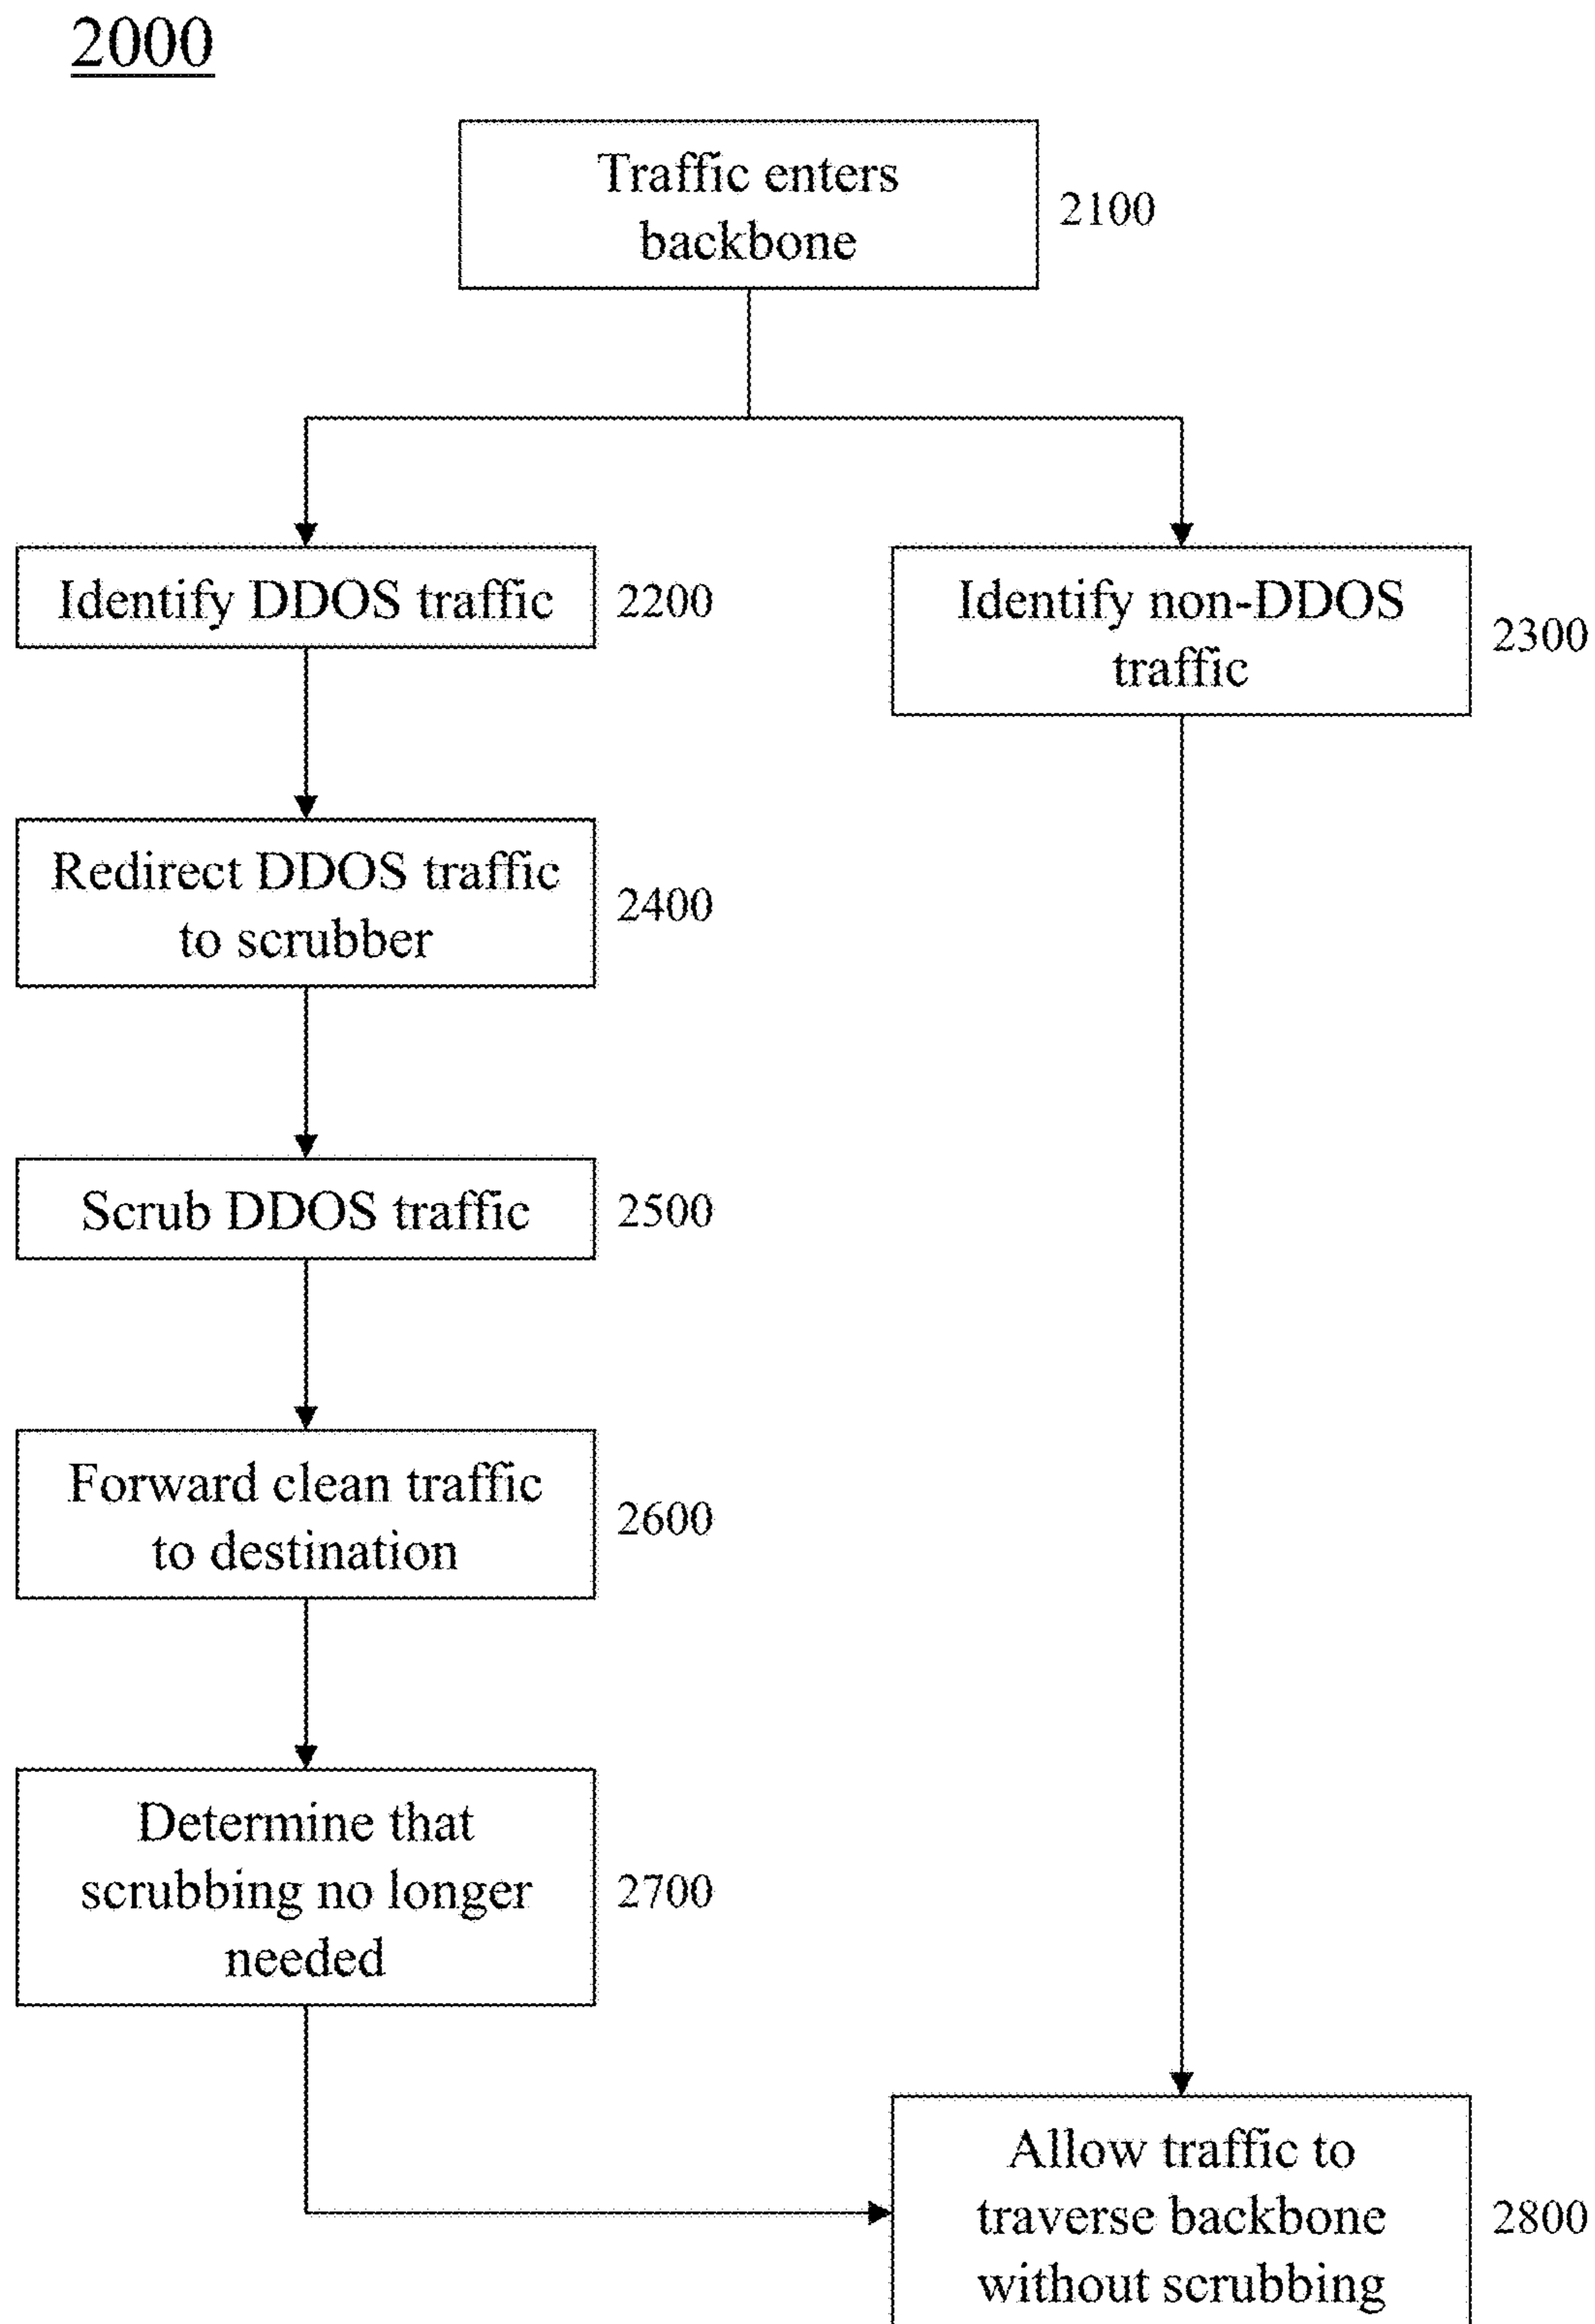 2000
Traffic enters
backbone
2100
Identify DDOS traffic
2200
Identify non-DDOS
traffic
2300
Redirect DDOS traffic
to scrubber
2400
Scrub DDOS traffic
2500
Forward clean traffic
to destination
2600
Determine that
scrubbing no longer
needed
2700
Allow traffic to
traverse backbone
without scrubbing
2800